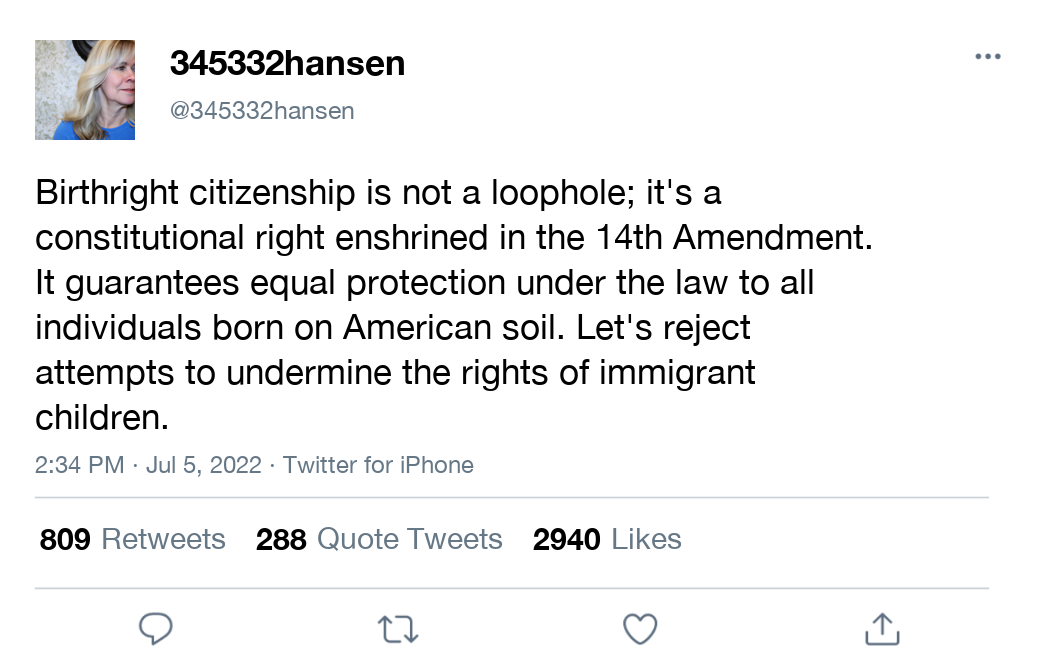 345332hansen
@345332hansen
Birthright citizenship is not a loophole; it's a
constitutional right enshrined in the 14th Amendment.
It guarantees equal protection under the law to all
individuals born on American soil. Let's reject
attempts to undermine the rights of immigrant
children.
2:34 PM · Jul 5, 2022 · Twitter for iPhone
809 Retweets 288 Quote Tweets 2940 Likes